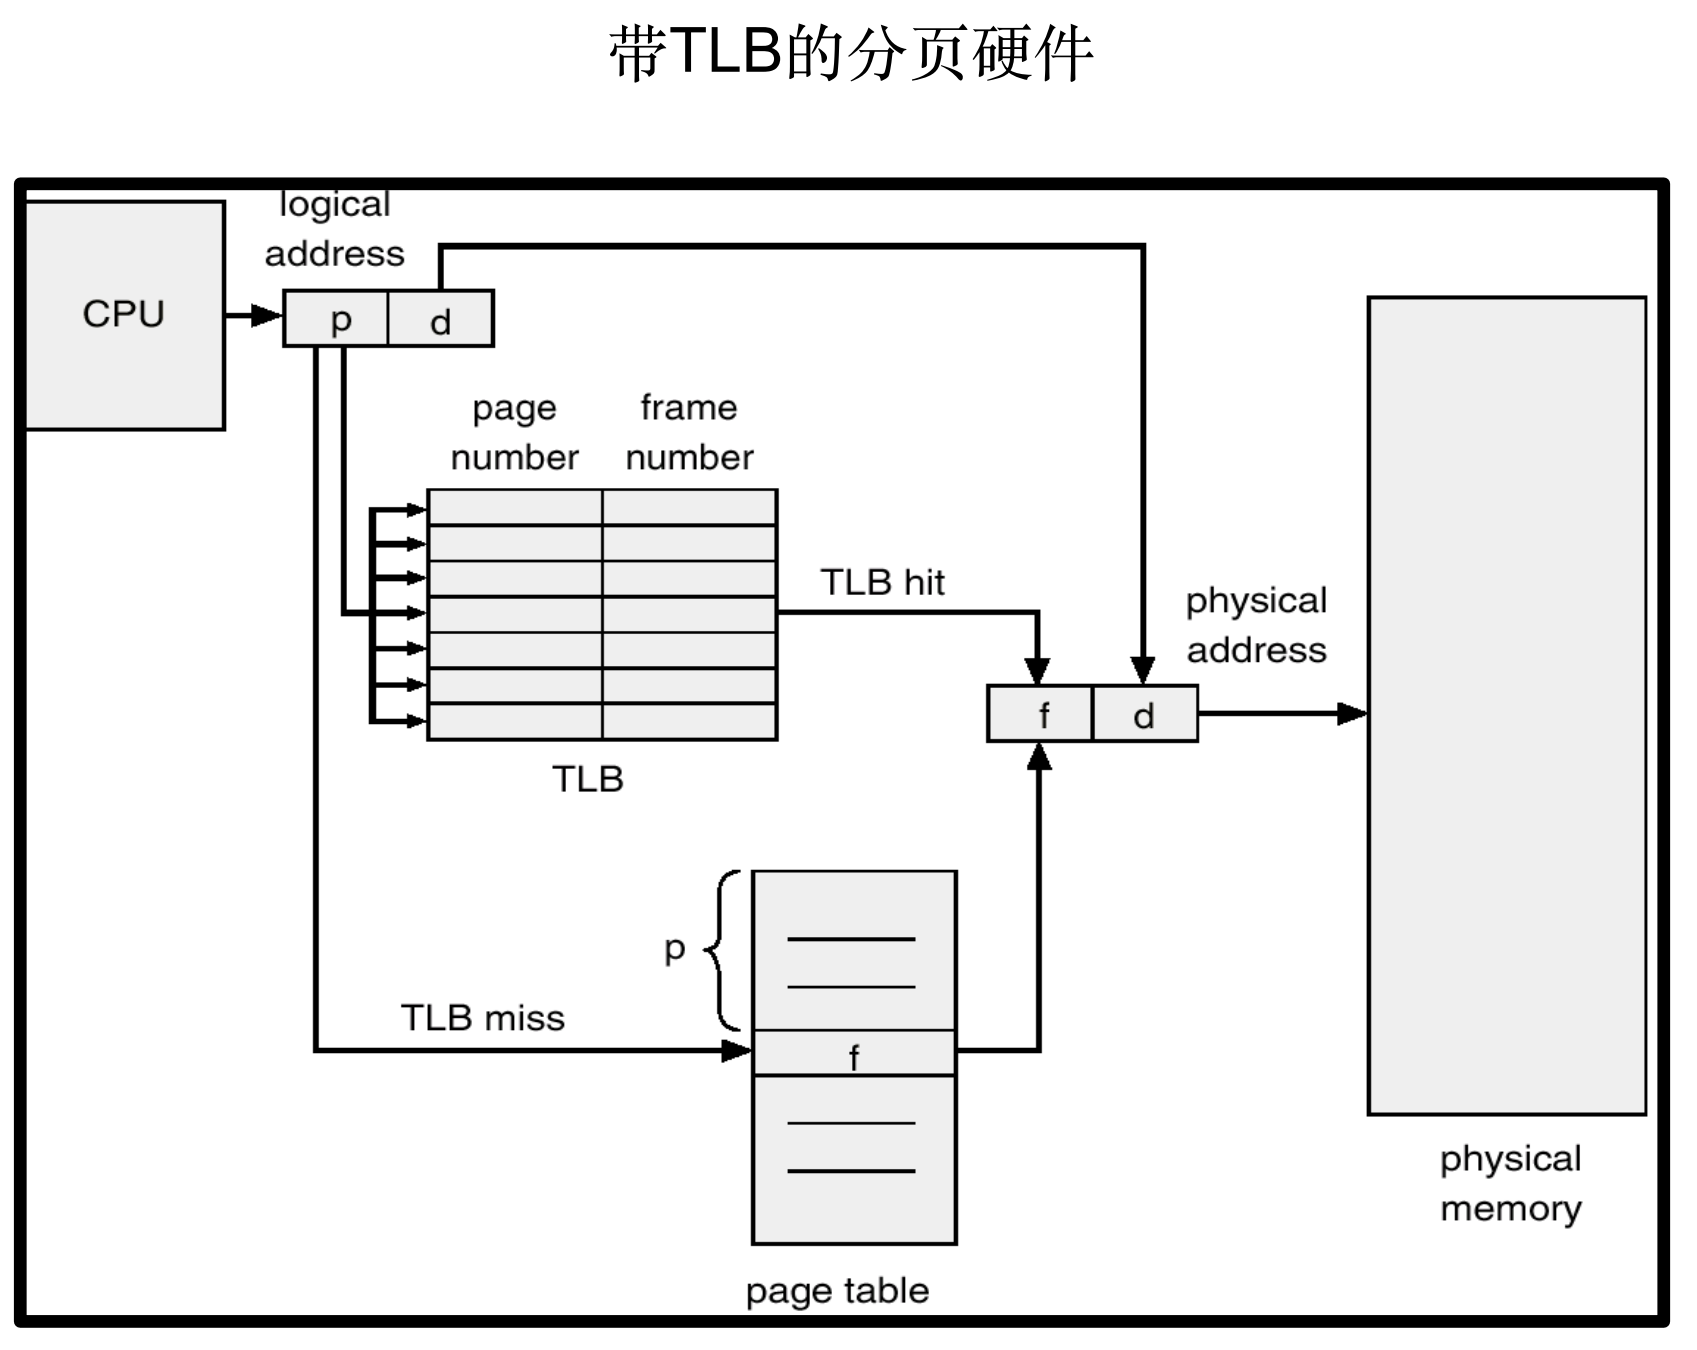 带TLB的分页硬件
logical
address
CPU
p
d
page
number
frame
number
TLB hit
physical
address
f
d
TLB
p
TLB miss
f
physical
memory
page table